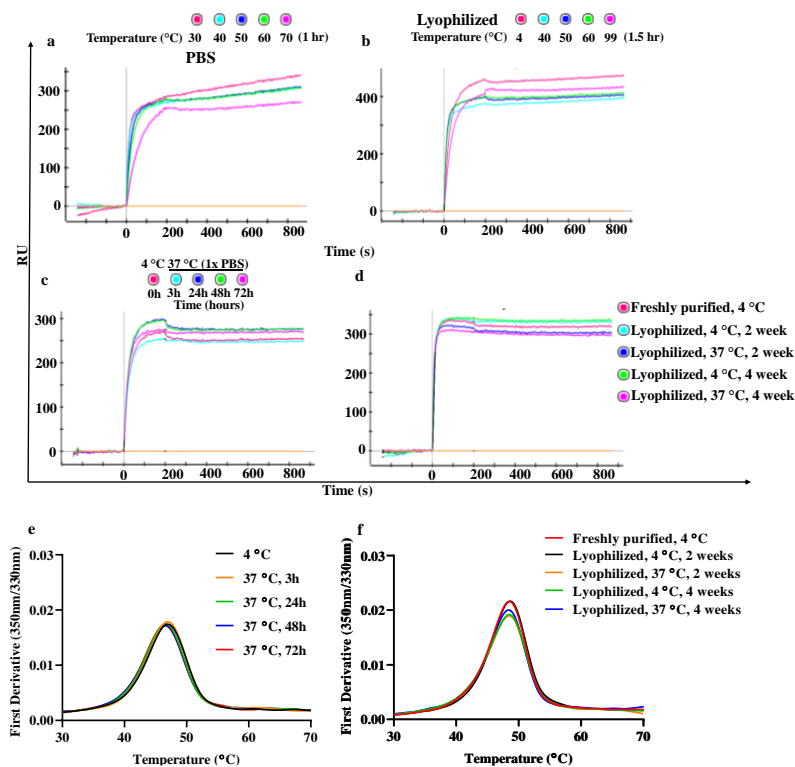 a
Temperature (°C) 30 40 50 60 70 (1 hr)
PBS
300
200
100
0
0 200 400 600 800
b
Lyophilized
Temperature (°C) 4 40 50 60 99 (1.5 hr)
400
200
0
0 200 400 600 800
RU
Time (s)
c
4 °C 37 °C (1x PBS)
0h 3h 24h 48h 72h
Time (hours)
300
200
100
0
0 200 400 600 800
d
300
200
100
0
0 200 400 600 800
Freshly purified, 4 °C
Lyophilized, 4 °C, 2 week
Lyophilized, 37 °C, 2 week
Lyophilized, 4 °C, 4 week
Lyophilized, 37 °C, 4 week
Time (s)
e
First Derivative (350nm/330nm)
0.03
0.02
0.01
0.00
30 40 50 60 70
Temperature (°C)
4 °C
37 °C, 3h
37 °C, 24h
37 °C, 48h
37 °C, 72h
f
First Derivative (350nm/330nm)
0.03
0.02
0.01
0.00
30 40 50 60 70
Temperature (°C)
Freshly purified, 4 °C
Lyophilized, 4 °C, 2 weeks
Lyophilized, 37 °C, 2 weeks
Lyophilized, 4 °C, 4 weeks
Lyophilized, 37 °C, 4 weeks